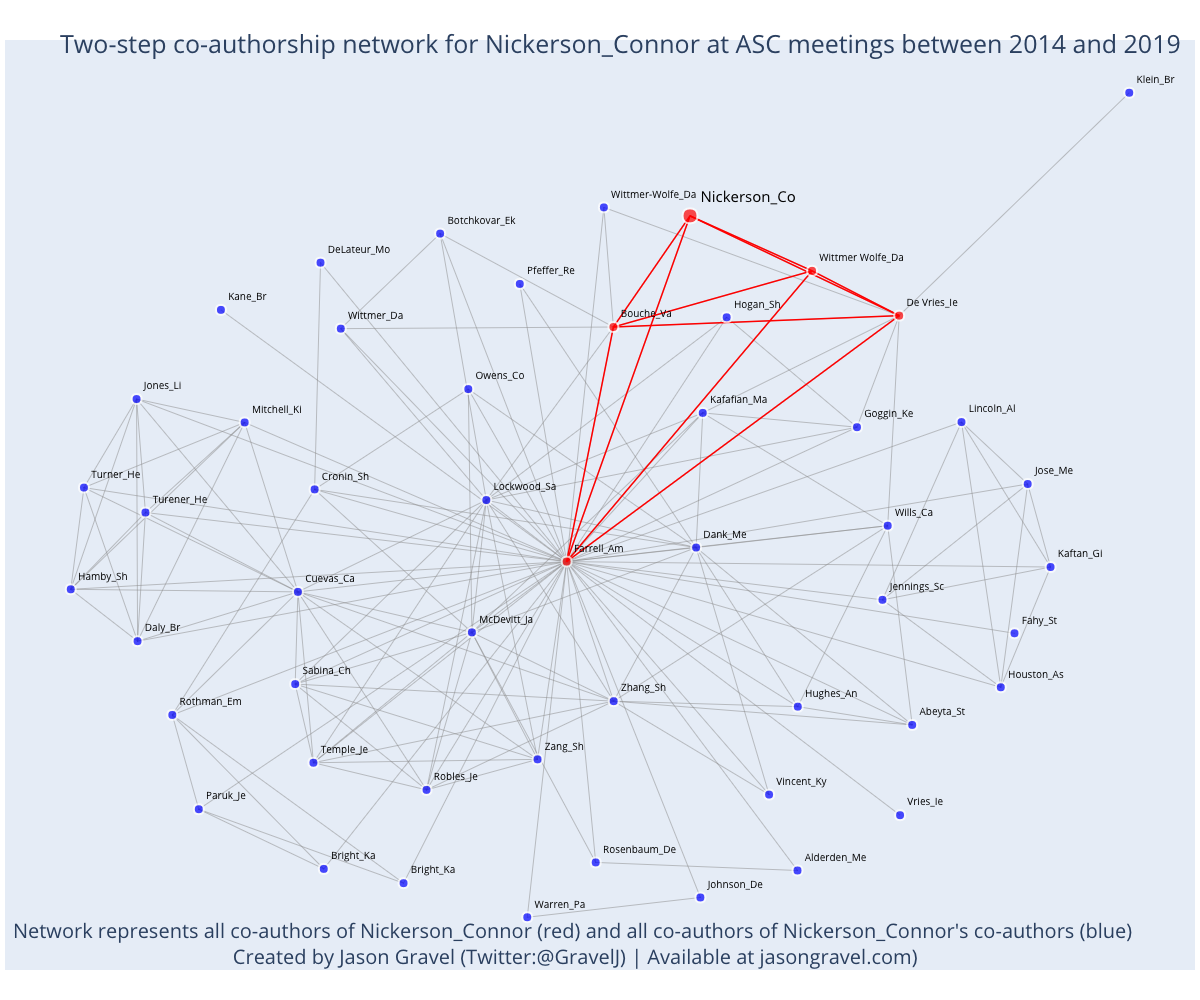 Two-step co-authorship network for Nickerson_Connor at ASC meetings between 2014 and 2019
Klein_Br
Wittmer-Wolfe_Da
Nickerson_Co
Botchkovar_Ek
DeLateur_Mo
Wittmer Wolfe_Da
Pfeffer_Re
Kane_Br
De Vries_Ie
Hogan_Sh
Bouche_Va
Wittmer_Da
Owens_Co
Jones_Li
Kafafian_Ma
Mitchell_Ki
Goggin_Ke
Lincoln_Al
Turner_He
Cronin_Sh
Jose_Me
Lockwood_Sa
Turener_He
Wills_Ca
Dank_Me
Farrell_Am
Kaftan_Gi
Hamby_Sh
Cuevas_Ca
Jennings_Sc
McDevitt_Ja
Fahy_St
Daly_Br
Sabina_Ch
Houston_As
Zhang_Sh
Hughes_An
Rothman_Em
Abeyta_St
Temple_Je
Zang_Sh
Robles_Je
Vincent_Ky
Paruk_Je
Vries_Ie
Rosenbaum_De
Bright_Ka
Alderden_Me
Bright_Ka
Johnson_De
Warren_Pa
Network represents all co-authors of Nickerson_Connor (red) and all co-authors of Nickerson_Connor's co-authors (blue)
Created by Jason Gravel (Twitter:@GravelJ) | Available at jasongravel.com)